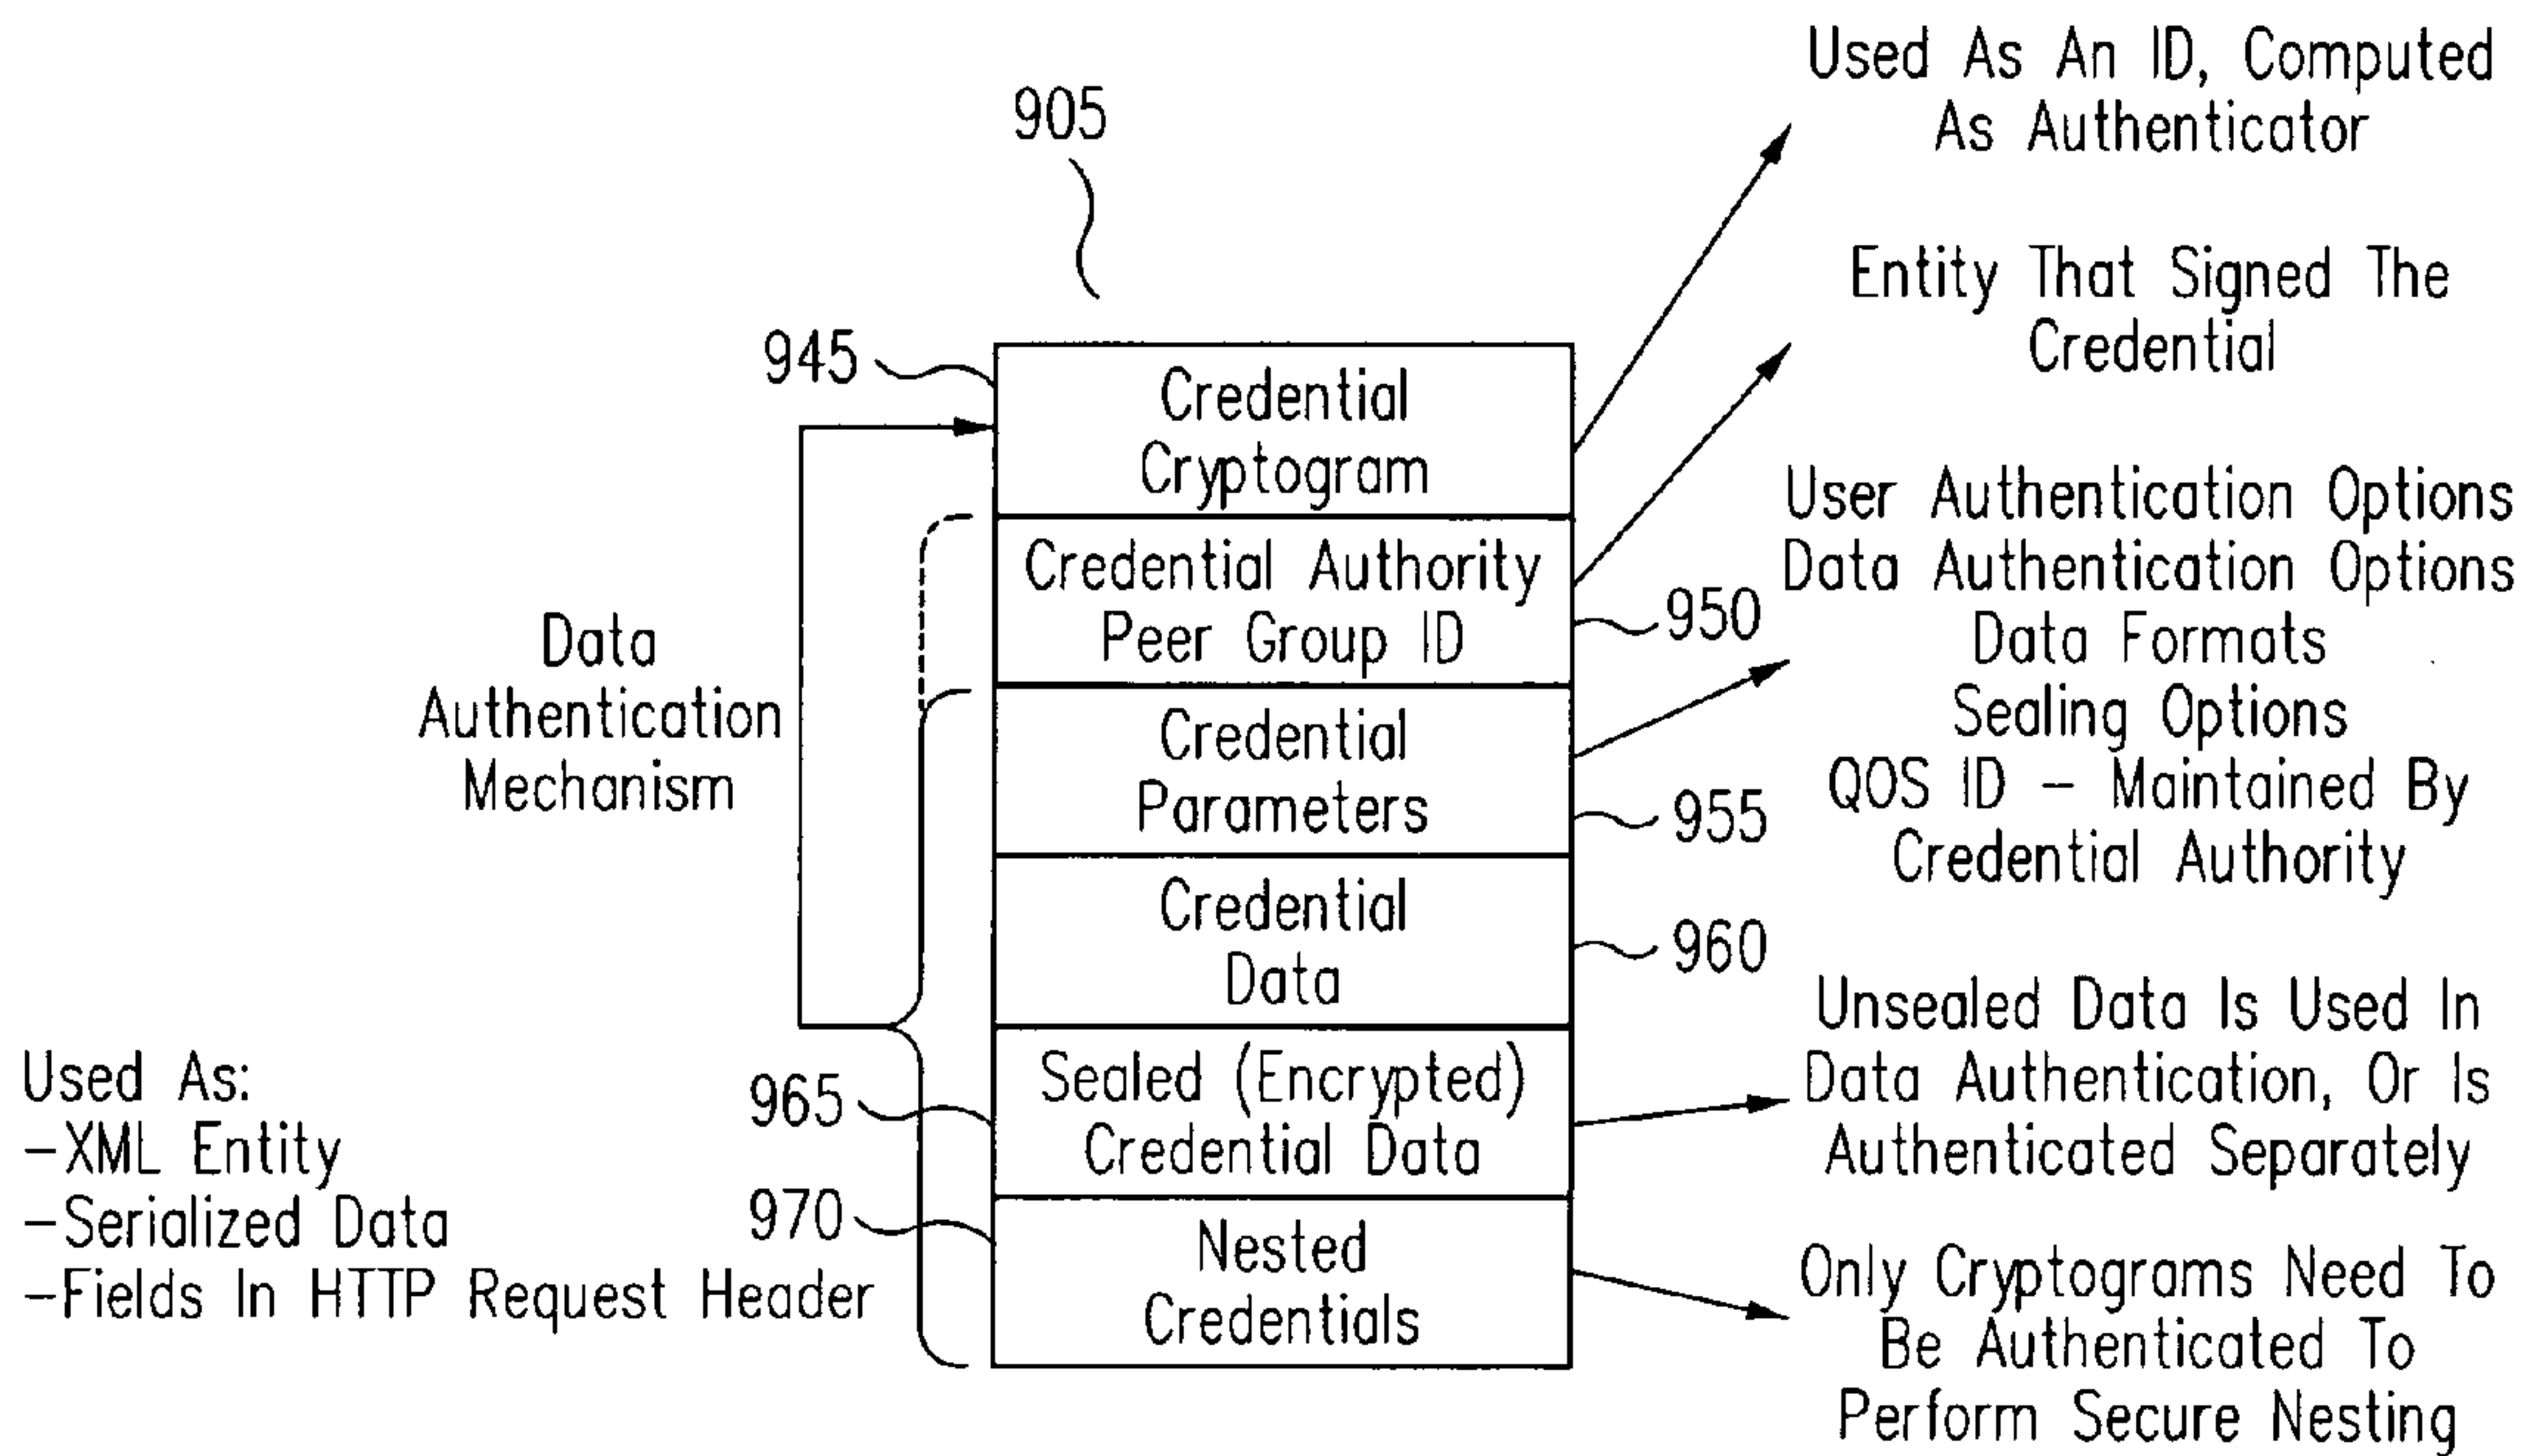 Used As An ID, Computed
As Authenticator
905
Entity That Signed The
Credential
945
Credential
Cryptogram
User Authentication Options
Data Authentication Options
Data Formats
Sealing Options
QOS ID – Maintained By
Credential Authority
Credential Authority
Peer Group ID
950
Data
Authentication
Mechanism
Credential
Parameters
955
Credential
Data
960
Unsealed Data Is Used In
Data Authentication, Or Is
Authenticated Separately
Used As:
–XML Entity
–Serialized Data
–Fields In HTTP Request Header
965
Sealed (Encrypted)
Credential Data
970
Nested
Credentials
Only Cryptograms Need To
Be Authenticated To
Perform Secure Nesting